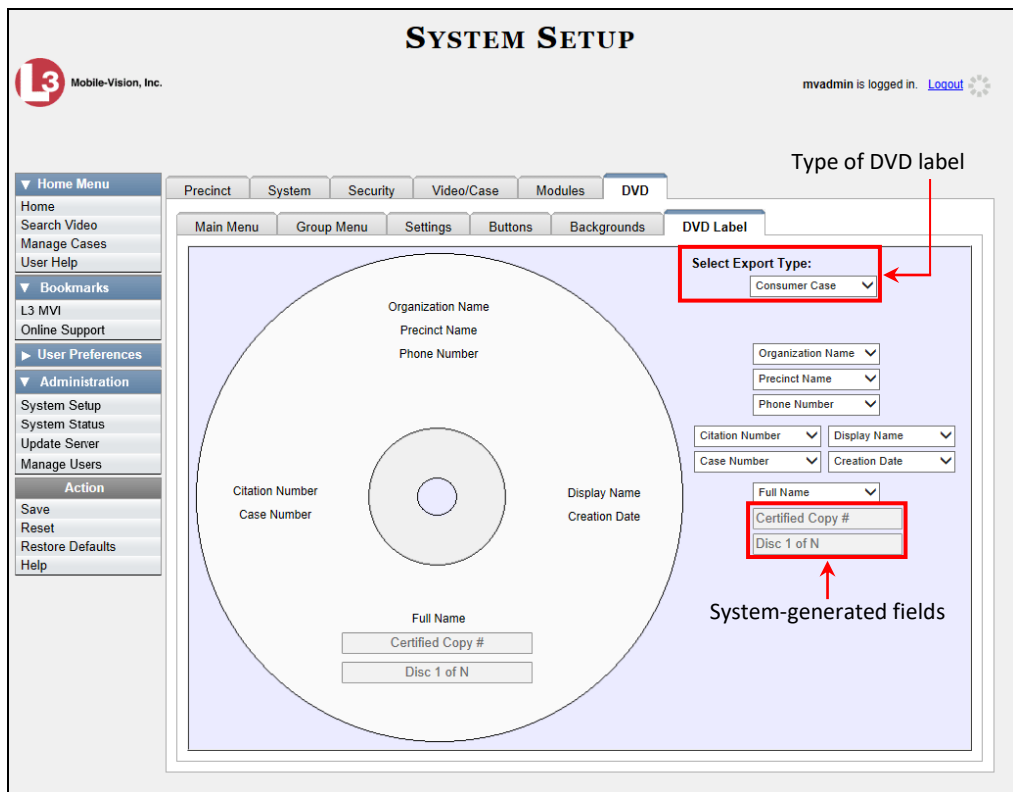 SYSTEM SETUP
L3 Mobile-Vision, Inc.
mvadmin is logged in. Logout
Type of DVD label
▼ Home Menu
Home
Search Video
Manage Cases
User Help
▼ Bookmarks
L3 MVI
Online Support
▶ User Preferences
▼ Administration
System Setup
System Status
Update Server
Manage Users
Action
Save
Reset
Restore Defaults
Help
Precinct System Security Video/Case Modules DVD
Main Menu Group Menu Settings Buttons Backgrounds DVD Label
Organization Name
Precinct Name
Phone Number
Citation Number
Case Number
Display Name
Creation Date
Full Name
Certified Copy #
Disc 1 of N
Select Export Type:
Consumer Case
Organization Name
Precinct Name
Phone Number
Citation Number Display Name
Case Number Creation Date
Full Name
Certified Copy #
Disc 1 of N
System-generated fields